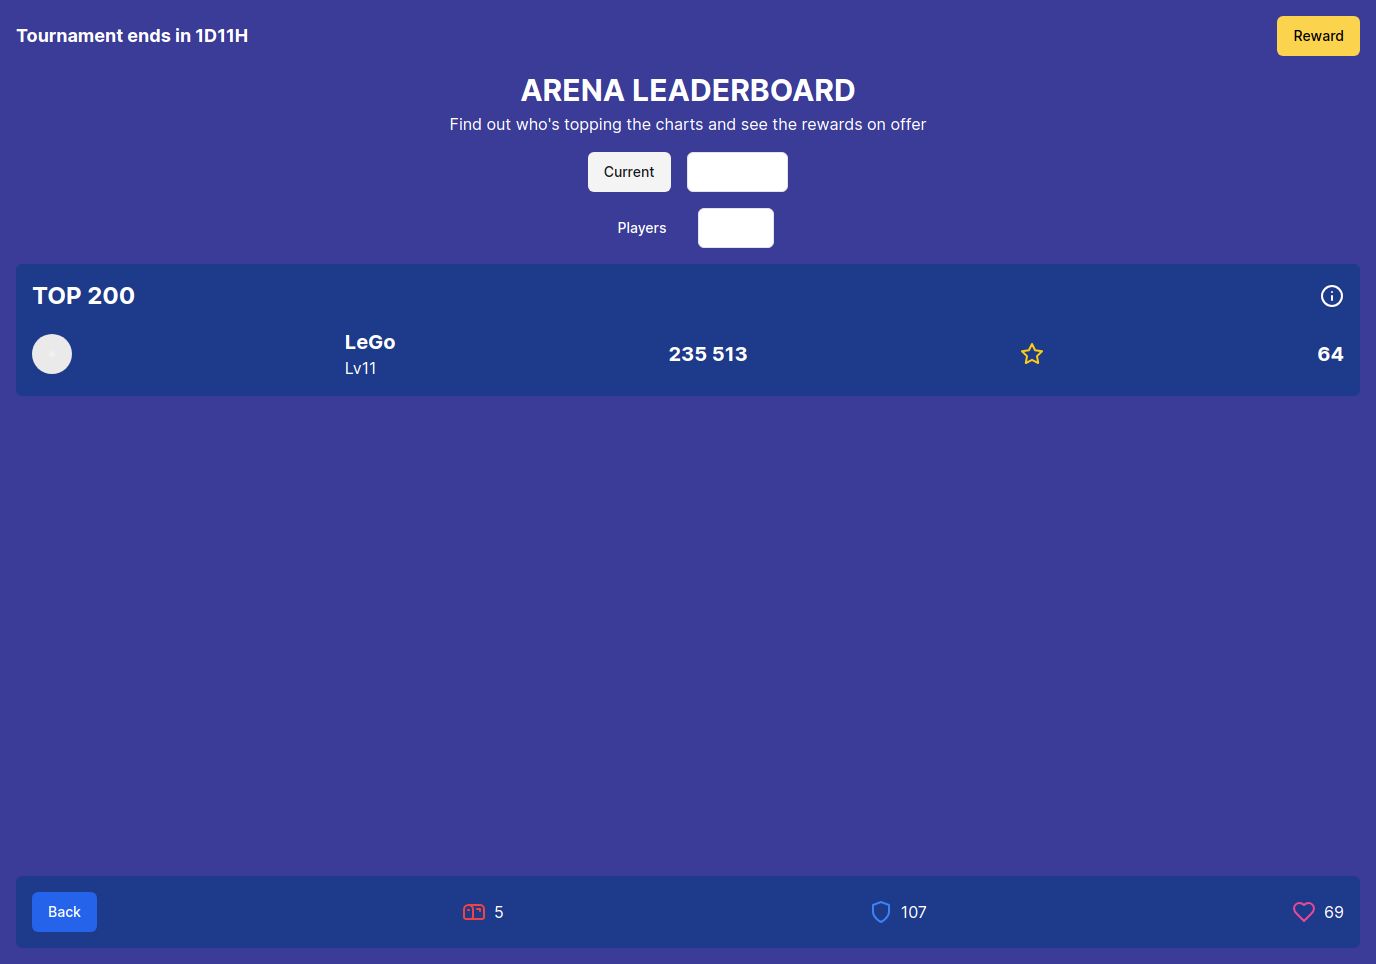 Tournament ends in 1D11H
Reward
ARENA LEADERBOARD
Find out who's topping the charts and see the rewards on offer
Current
Players
TOP 200
LeGo
Lv11
235 513
64
Back
5
107
69